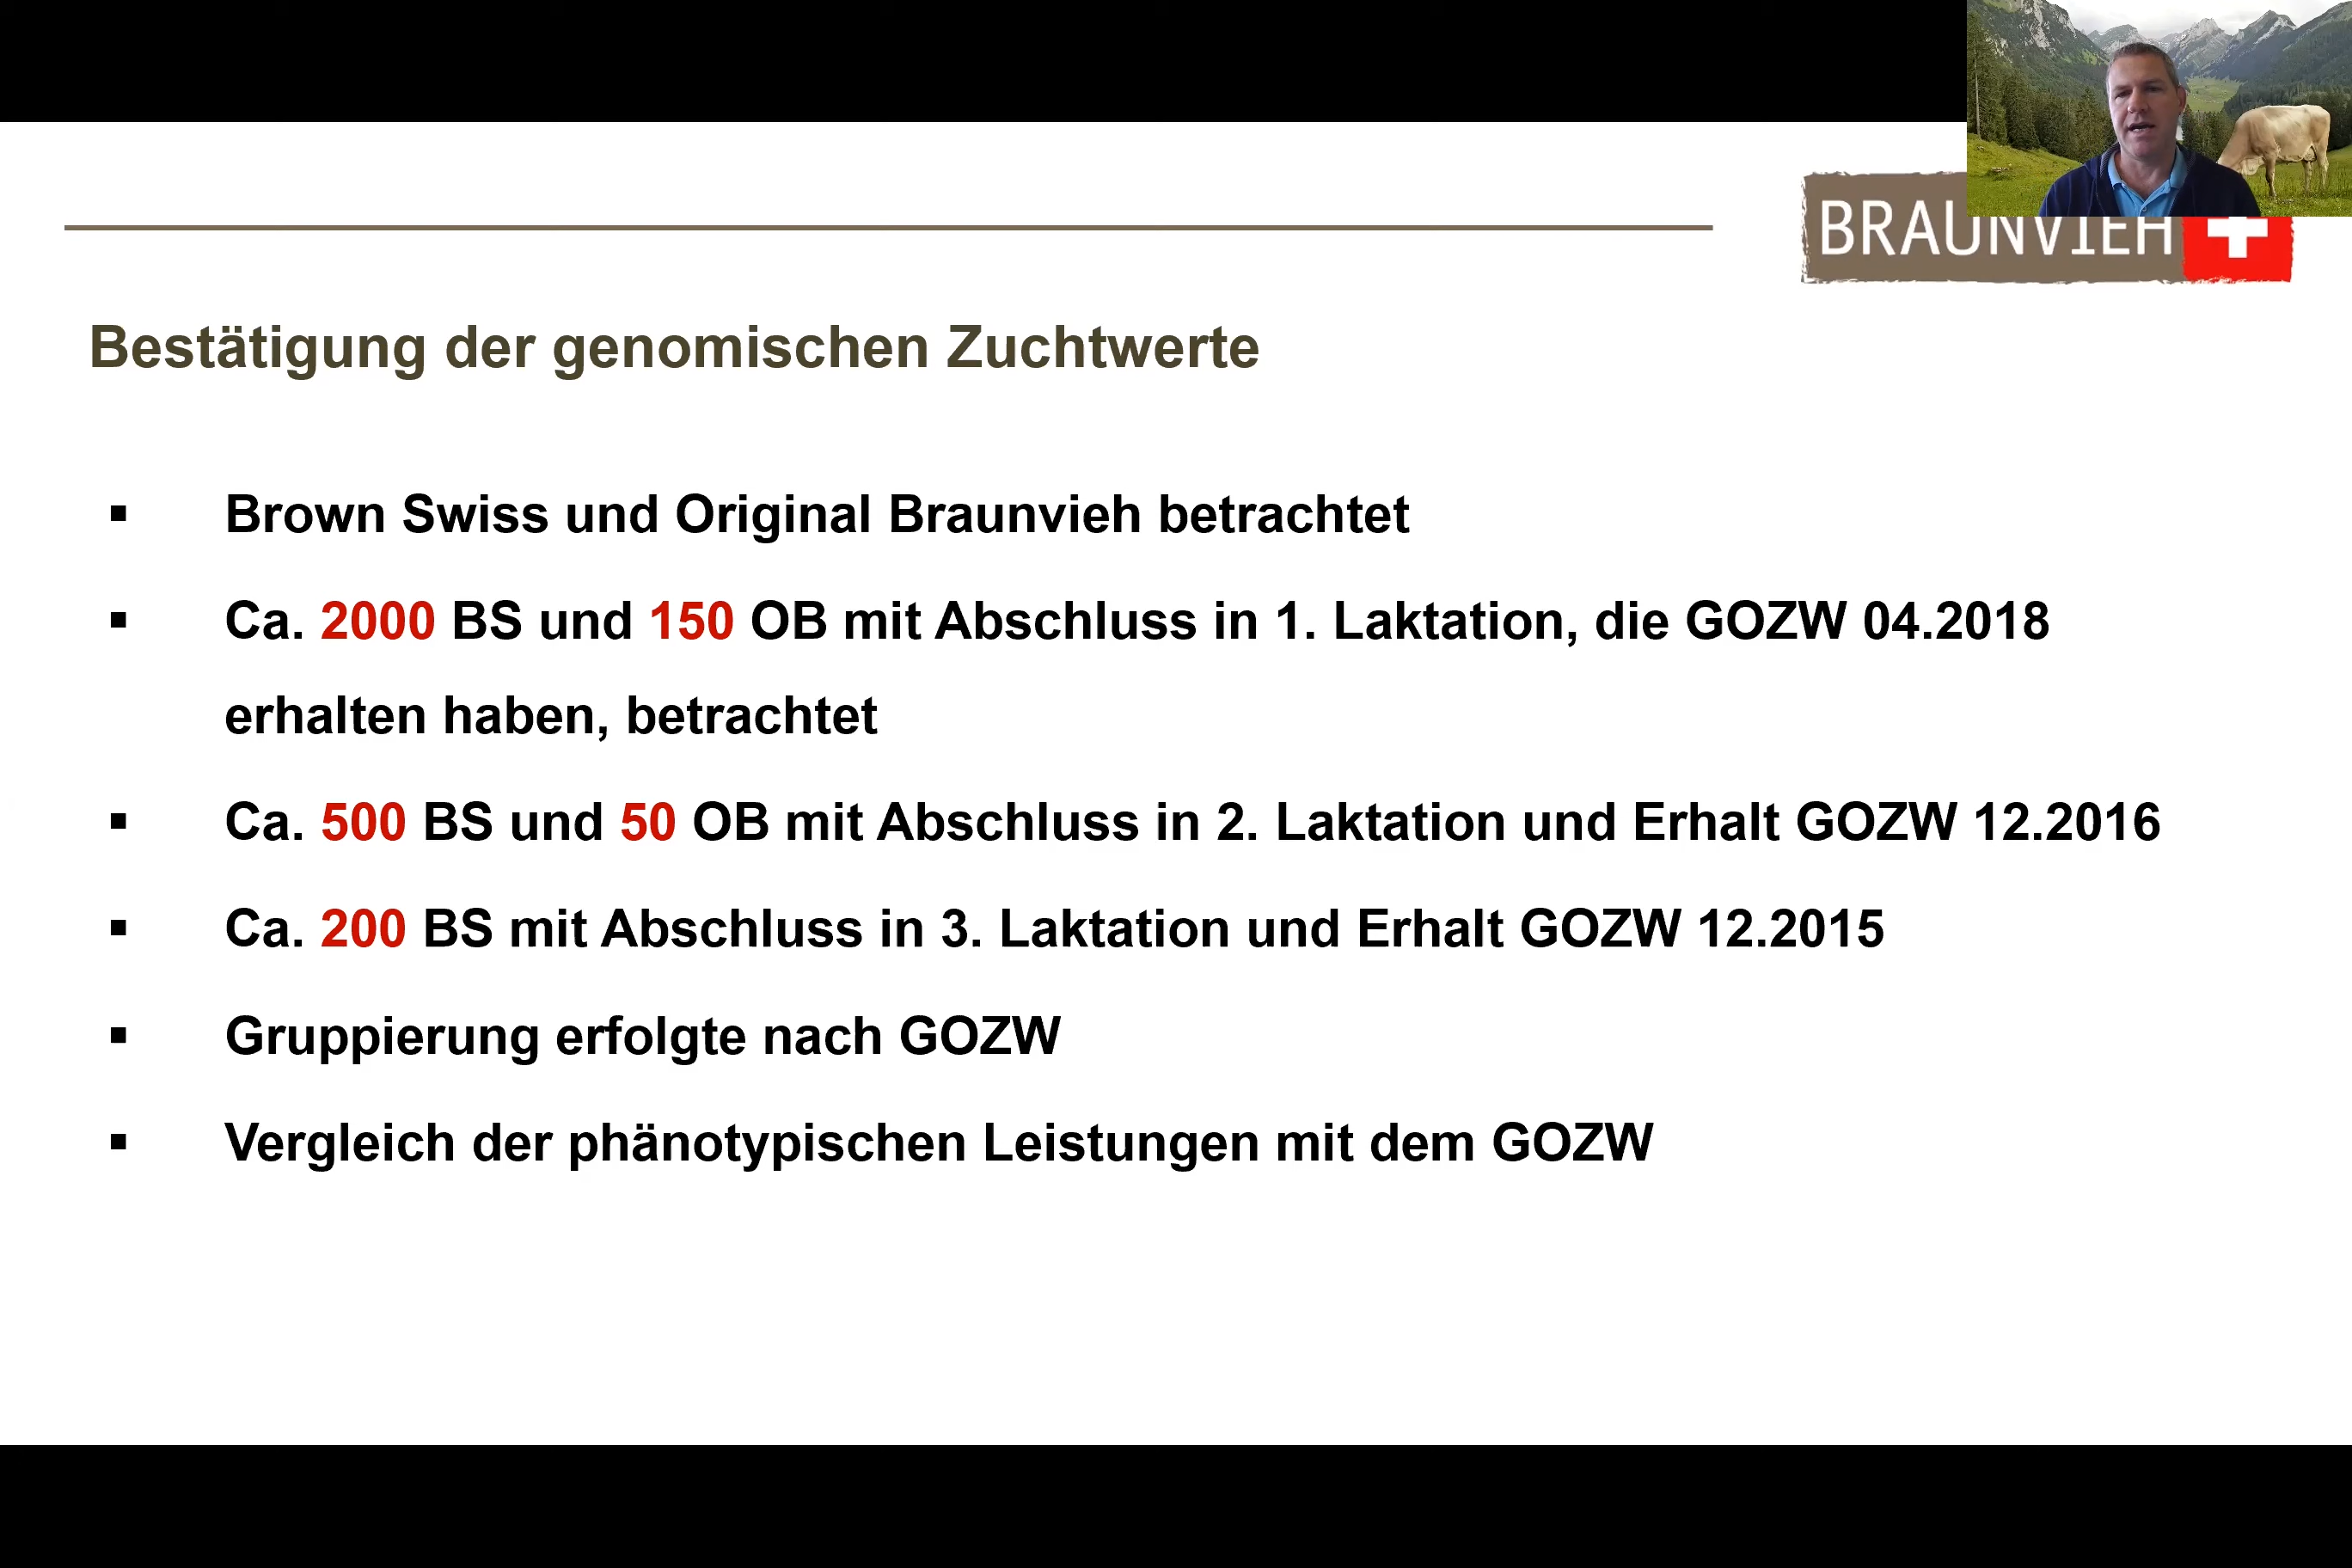 BRAUNVIEH
Bestätigung der genomischen Zuchtwerte
▪ Brown Swiss und Original Braunvieh betrachtet
▪ Ca. 2000 BS und 150 OB mit Abschluss in 1. Laktation, die GOZW 04.2018
erhalten haben, betrachtet
▪ Ca. 500 BS und 50 OB mit Abschluss in 2. Laktation und Erhalt GOZW 12.2016
▪ Ca. 200 BS mit Abschluss in 3. Laktation und Erhalt GOZW 12.2015
▪ Gruppierung erfolgte nach GOZW
▪ Vergleich der phänotypischen Leistungen mit dem GOZW